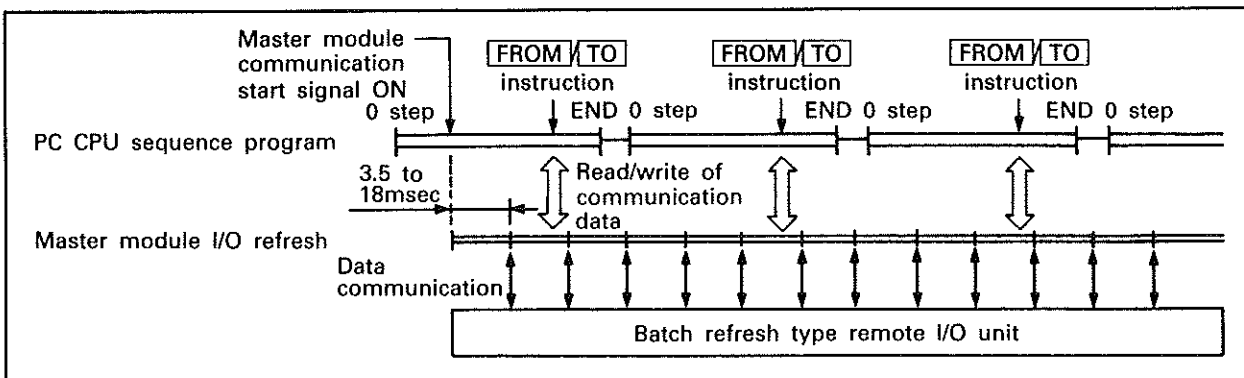 Master module
communication
start signal ON
FROM / TO
instruction
FROM / TO
instruction
FROM / TO
instruction
0 step
END 0 step
END 0 step
END 0 step
PC CPU sequence program
3.5 to
18msec
Read/write of
communication
data
Master module I/O refresh
Data
communication
Batch refresh type remote I/O unit